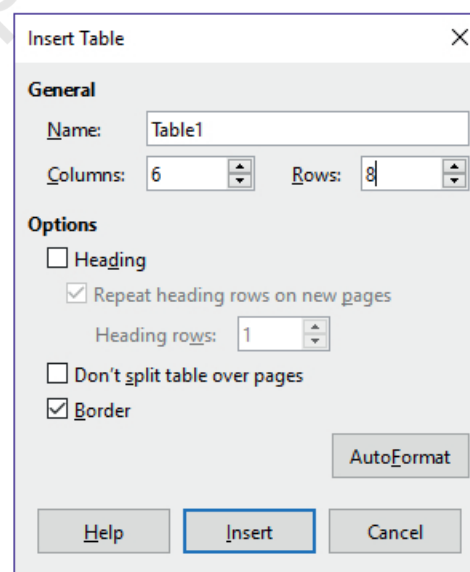 Insert Table
General
Name: Table1
Columns: 6 Rows: 8
Options
Heading
Repeat heading rows on new pages
Heading rows: 1
Don't split table over pages
Border
AutoFormat
Help Insert Cancel